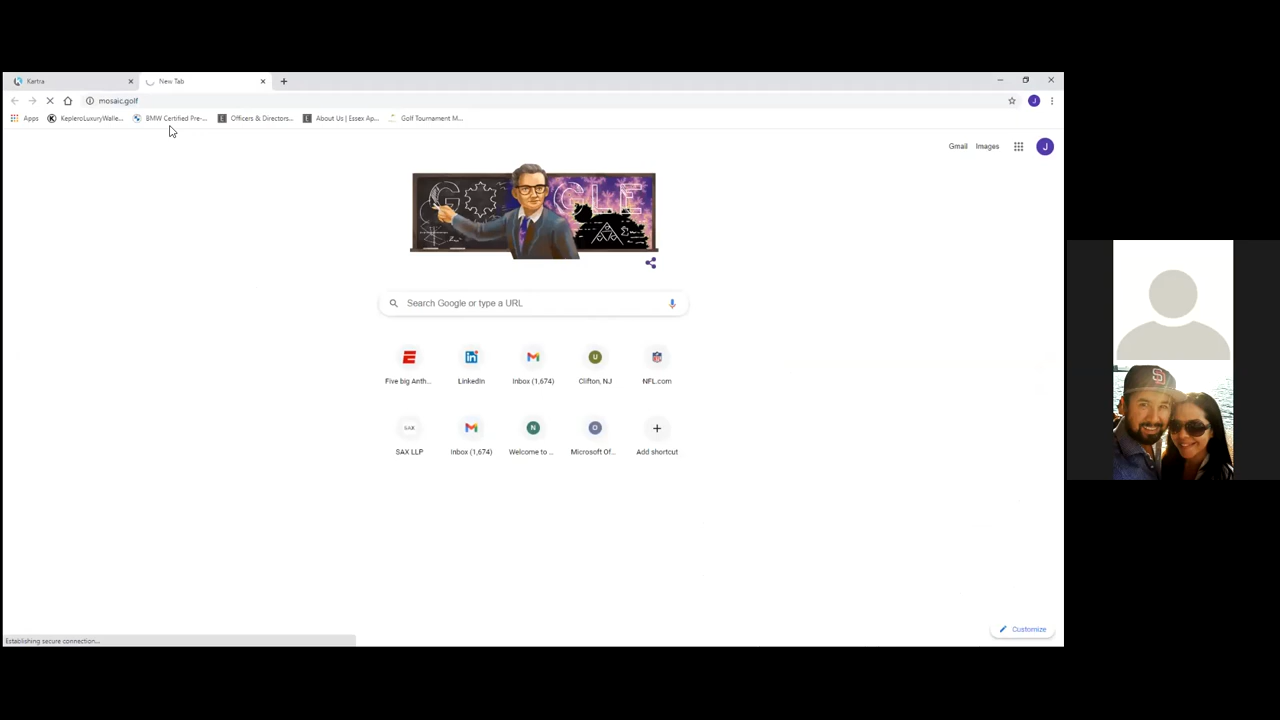 Kartra
New Tab
mosaic.golf
Apps
KepleroLuxuryWalle...
BMW Certified Pre-...
Officers & Directors...
About Us | Essex Ap...
Golf Tournament M...
Gmail
Images
J
J
G O G L E
Search Google or type a URL
Five big Anth...
LinkedIn
Inbox (1,674)
U
Clifton, NJ
NFL.com
SAX
SAX LLP
Inbox (1,674)
N
Welcome to ...
O
Microsoft Of...
Add shortcut
Customize
Establishing secure connection...